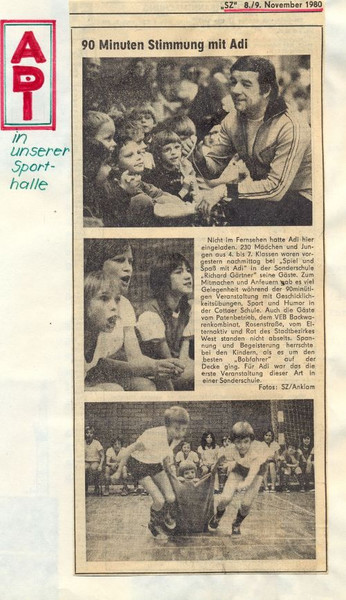 „SZ" 8./9. November 1980
ADI
in
unserer
Sport-
halle
90 Minuten Stimmung mit Adi
Nicht im Fernsehen hatte Adi hier
eingeladen. 230 Mädchen und Jun-
gen aus 4. bis 7. Klassen waren vor-
gestern nachmittag bei „Spiel und
Spaß mit Adi" in der Sonderschule
„Richard Gärtner" seine Gäste. Zum
Mitmachen und Anfeuern gab es viel
Gelegenheit während der 90minüti-
gen Veranstaltung mit Geschicklich-
keitsübungen, Sport und Humor in
der Cottaer Schule. Auch die Gäste
vom Patenbetrieb, dem VEB Backwa-
renkombinat, Rosenstraße, vom El-
ternaktiv und Rat des Stadtbezirkes
West standen nicht abseits. Span-
nung und Begeisterung herrschte
bei den Kindern, als es um den
besten „Bobfahrer" auf der
Decke ging. Für Adi war das die
erste Veranstaltung dieser Art in
einer Sonderschule.
Fotos: SZ/Anklam